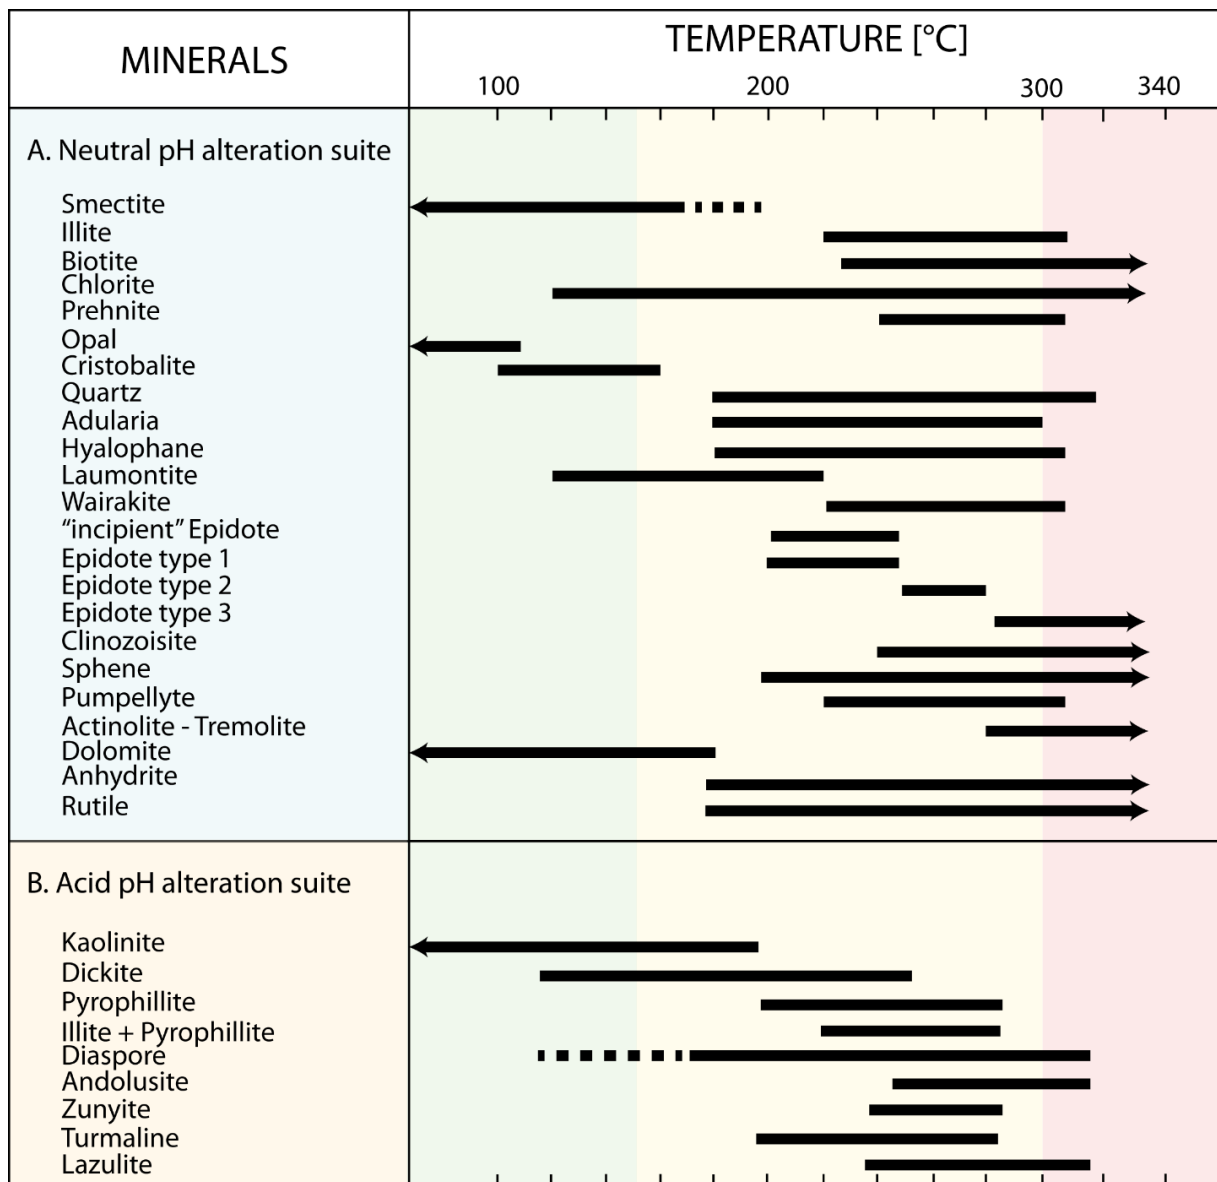 MINERALS
TEMPERATURE [°C]
100 200 300 340
A. Neutral pH alteration suite
Smectite
Illite
Biotite
Chlorite
Prehnite
Opal
Cristobalite
Quartz
Adularia
Hyalophane
Laumontite
Wairakite
“incipient” Epidote
Epidote type 1
Epidote type 2
Epidote type 3
Clinozoisite
Sphene
Pumpellyte
Actinolite - Tremolite
Dolomite
Anhydrite
Rutile
B. Acid pH alteration suite
Kaolinite
Dickite
Pyrophillite
Illite + Pyrophillite
Diaspore
Andolusite
Zunyite
Turmaline
Lazulite